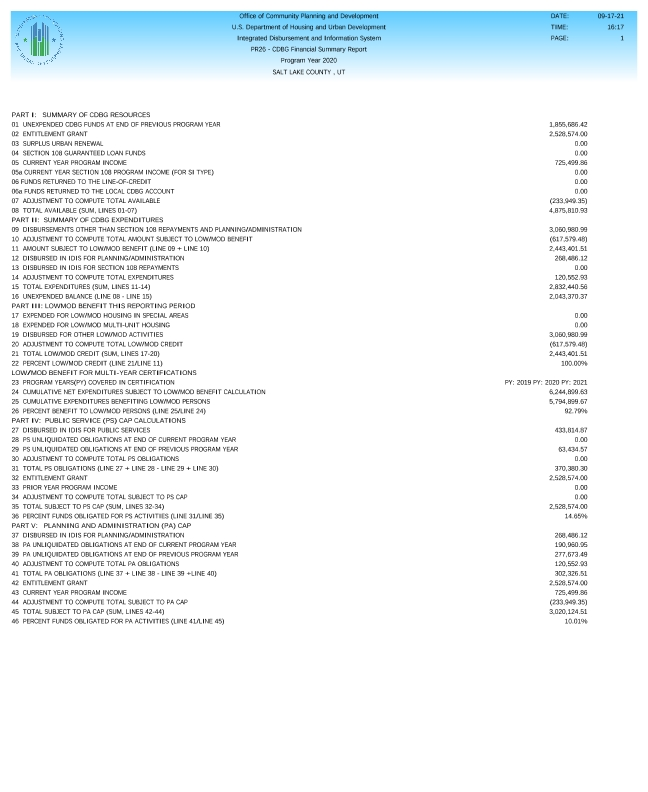 Office of Community Planning and Development DATE: 09-17-21
U.S. Department of Housing and Urban Development TIME: 16:17
Integrated Disbursement and Information System PAGE: 1
PR26 - CDBG Financial Summary Report
Program Year 2020
SALT LAKE COUNTY , UT
PART I: SUMMARY OF CDBG RESOURCES
01 UNEXPENDED CDBG FUNDS AT END OF PREVIOUS PROGRAM YEAR 1,855,686.42
02 ENTITLEMENT GRANT 2,528,574.00
03 SURPLUS URBAN RENEWAL 0.00
04 SECTION 108 GUARANTEED LOAN FUNDS 0.00
05 CURRENT YEAR PROGRAM INCOME 725,499.86
05a CURRENT YEAR SECTION 108 PROGRAM INCOME (FOR SI TYPE) 0.00
06 FUNDS RETURNED TO THE LINE-OF-CREDIT 0.00
06a FUNDS RETURNED TO THE LOCAL CDBG ACCOUNT 0.00
07 ADJUSTMENT TO COMPUTE TOTAL AVAILABLE (233,949.35)
08 TOTAL AVAILABLE (SUM, LINES 01-07) 4,875,810.93
PART II: SUMMARY OF CDBG EXPENDITURES
09 DISBURSEMENTS OTHER THAN SECTION 108 REPAYMENTS AND PLANNING/ADMINISTRATION 3,060,980.99
10 ADJUSTMENT TO COMPUTE TOTAL AMOUNT SUBJECT TO LOW/MOD BENEFIT (617,579.48)
11 AMOUNT SUBJECT TO LOW/MOD BENEFIT (LINE 09 + LINE 10) 2,443,401.51
12 DISBURSED IN IDIS FOR PLANNING/ADMINISTRATION 268,486.12
13 DISBURSED IN IDIS FOR SECTION 108 REPAYMENTS 0.00
14 ADJUSTMENT TO COMPUTE TOTAL EXPENDITURES 120,552.93
15 TOTAL EXPENDITURES (SUM, LINES 11-14) 2,832,440.56
16 UNEXPENDED BALANCE (LINE 08 - LINE 15) 2,043,370.37
PART III: LOWMOD BENEFIT THIS REPORTING PERIOD
17 EXPENDED FOR LOW/MOD HOUSING IN SPECIAL AREAS 0.00
18 EXPENDED FOR LOW/MOD MULTI-UNIT HOUSING 0.00
19 DISBURSED FOR OTHER LOW/MOD ACTIVITIES 3,060,980.99
20 ADJUSTMENT TO COMPUTE TOTAL LOW/MOD CREDIT (617,579.48)
21 TOTAL LOW/MOD CREDIT (SUM, LINES 17-20) 2,443,401.51
22 PERCENT LOW/MOD CREDIT (LINE 21/LINE 11) 100.00%
LOW/MOD BENEFIT FOR MULTI-YEAR CERTIFICATIONS
23 PROGRAM YEARS(PY) COVERED IN CERTIFICATION PY: 2019 PY: 2020 PY: 2021
24 CUMULATIVE NET EXPENDITURES SUBJECT TO LOW/MOD BENEFIT CALCULATION 6,244,899.63
25 CUMULATIVE EXPENDITURES BENEFITING LOW/MOD PERSONS 5,794,899.67
26 PERCENT BENEFIT TO LOW/MOD PERSONS (LINE 25/LINE 24) 92.79%
PART IV: PUBLIC SERVICE (PS) CAP CALCULATIONS
27 DISBURSED IN IDIS FOR PUBLIC SERVICES 433,814.87
28 PS UNLIQUIDATED OBLIGATIONS AT END OF CURRENT PROGRAM YEAR 0.00
29 PS UNLIQUIDATED OBLIGATIONS AT END OF PREVIOUS PROGRAM YEAR 63,434.57
30 ADJUSTMENT TO COMPUTE TOTAL PS OBLIGATIONS 0.00
31 TOTAL PS OBLIGATIONS (LINE 27 + LINE 28 - LINE 29 + LINE 30) 370,380.30
32 ENTITLEMENT GRANT 2,528,574.00
33 PRIOR YEAR PROGRAM INCOME 0.00
34 ADJUSTMENT TO COMPUTE TOTAL SUBJECT TO PS CAP 0.00
35 TOTAL SUBJECT TO PS CAP (SUM, LINES 32-34) 2,528,574.00
36 PERCENT FUNDS OBLIGATED FOR PS ACTIVITIES (LINE 31/LINE 35) 14.65%
PART V: PLANNING AND ADMINISTRATION (PA) CAP
37 DISBURSED IN IDIS FOR PLANNING/ADMINISTRATION 268,486.12
38 PA UNLIQUIDATED OBLIGATIONS AT END OF CURRENT PROGRAM YEAR 190,960.95
39 PA UNLIQUIDATED OBLIGATIONS AT END OF PREVIOUS PROGRAM YEAR 277,673.49
40 ADJUSTMENT TO COMPUTE TOTAL PA OBLIGATIONS 120,552.93
41 TOTAL PA OBLIGATIONS (LINE 37 + LINE 38 - LINE 39 +LINE 40) 302,326.51
42 ENTITLEMENT GRANT 2,528,574.00
43 CURRENT YEAR PROGRAM INCOME 725,499.86
44 ADJUSTMENT TO COMPUTE TOTAL SUBJECT TO PA CAP (233,949.35)
45 TOTAL SUBJECT TO PA CAP (SUM, LINES 42-44) 3,020,124.51
46 PERCENT FUNDS OBLIGATED FOR PA ACTIVITIES (LINE 41/LINE 45) 10.01%